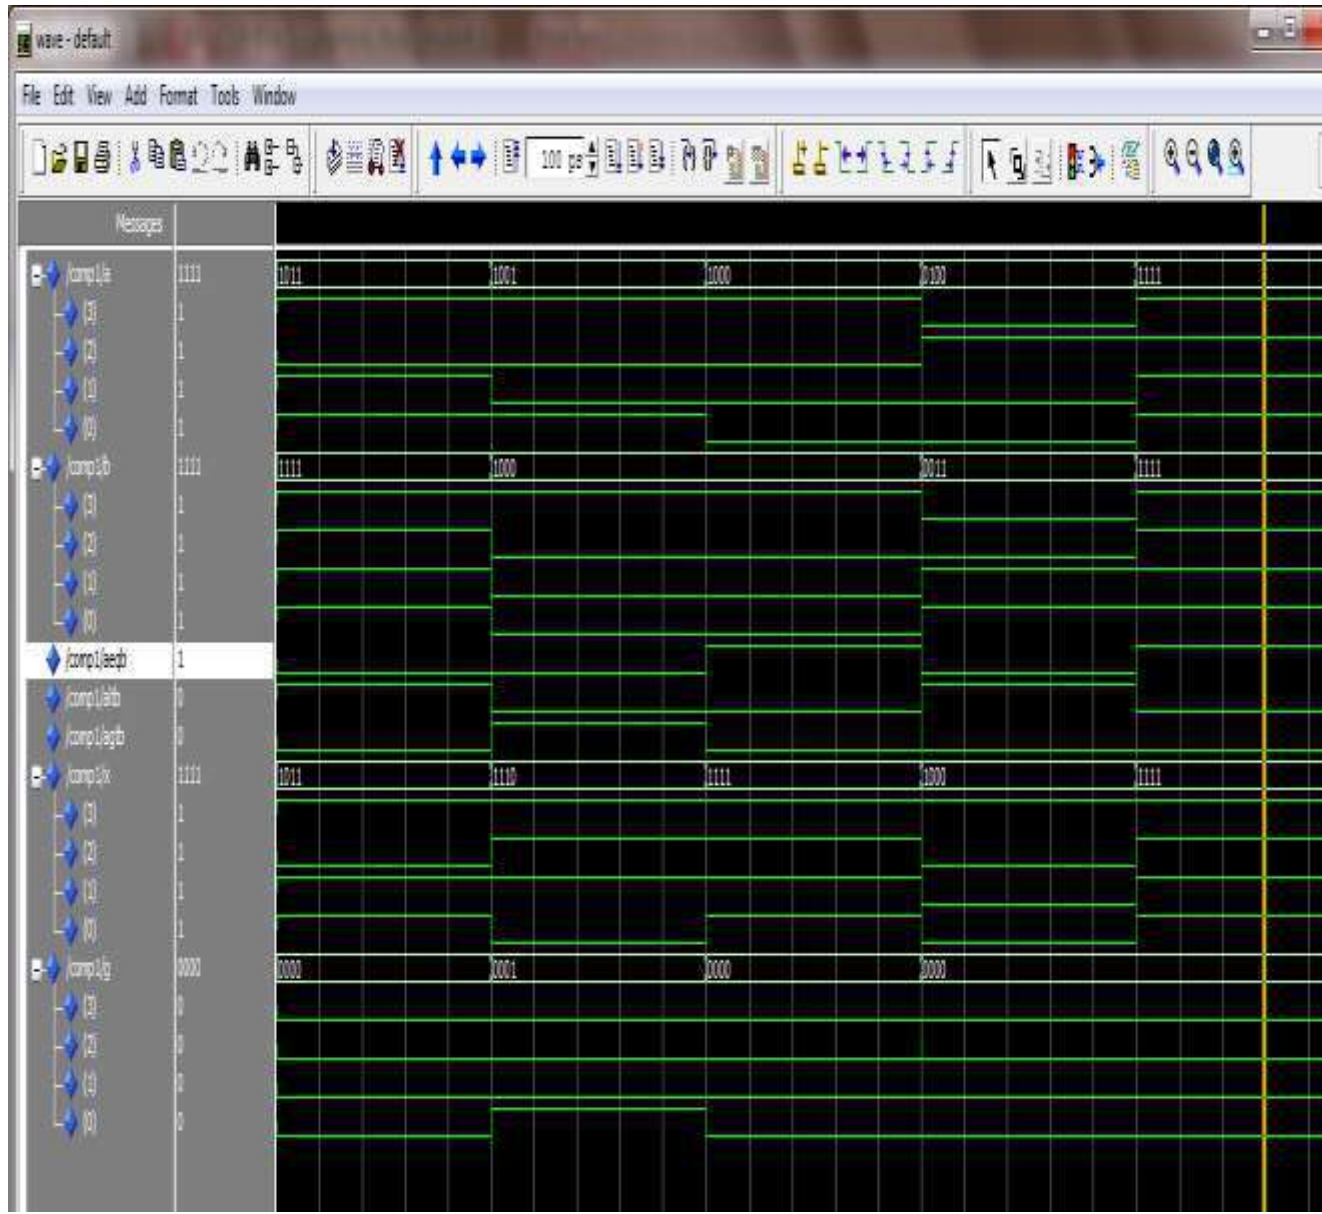 wave - default
File Edit View Add Format Tools Window
100 ps
Messages
/comp1/a 1111 1011 1001 1000 0100 1111
(3) 1
(2) 1
(1) 1
(0) 1
/comp1/b 1111 1111 1000 0011 1111
(3) 1
(2) 1
(1) 1
(0) 1
/comp1/aeqb 1
/comp1/altb 0
/comp1/agtb 0
/comp1/x 1111 1011 1110 1111 1000 1111
(3) 1
(2) 1
(1) 1
(0) 1
/comp1/g 0000 0000 0001 0000 0000
(3) 0
(2) 0
(1) 0
(0) 0